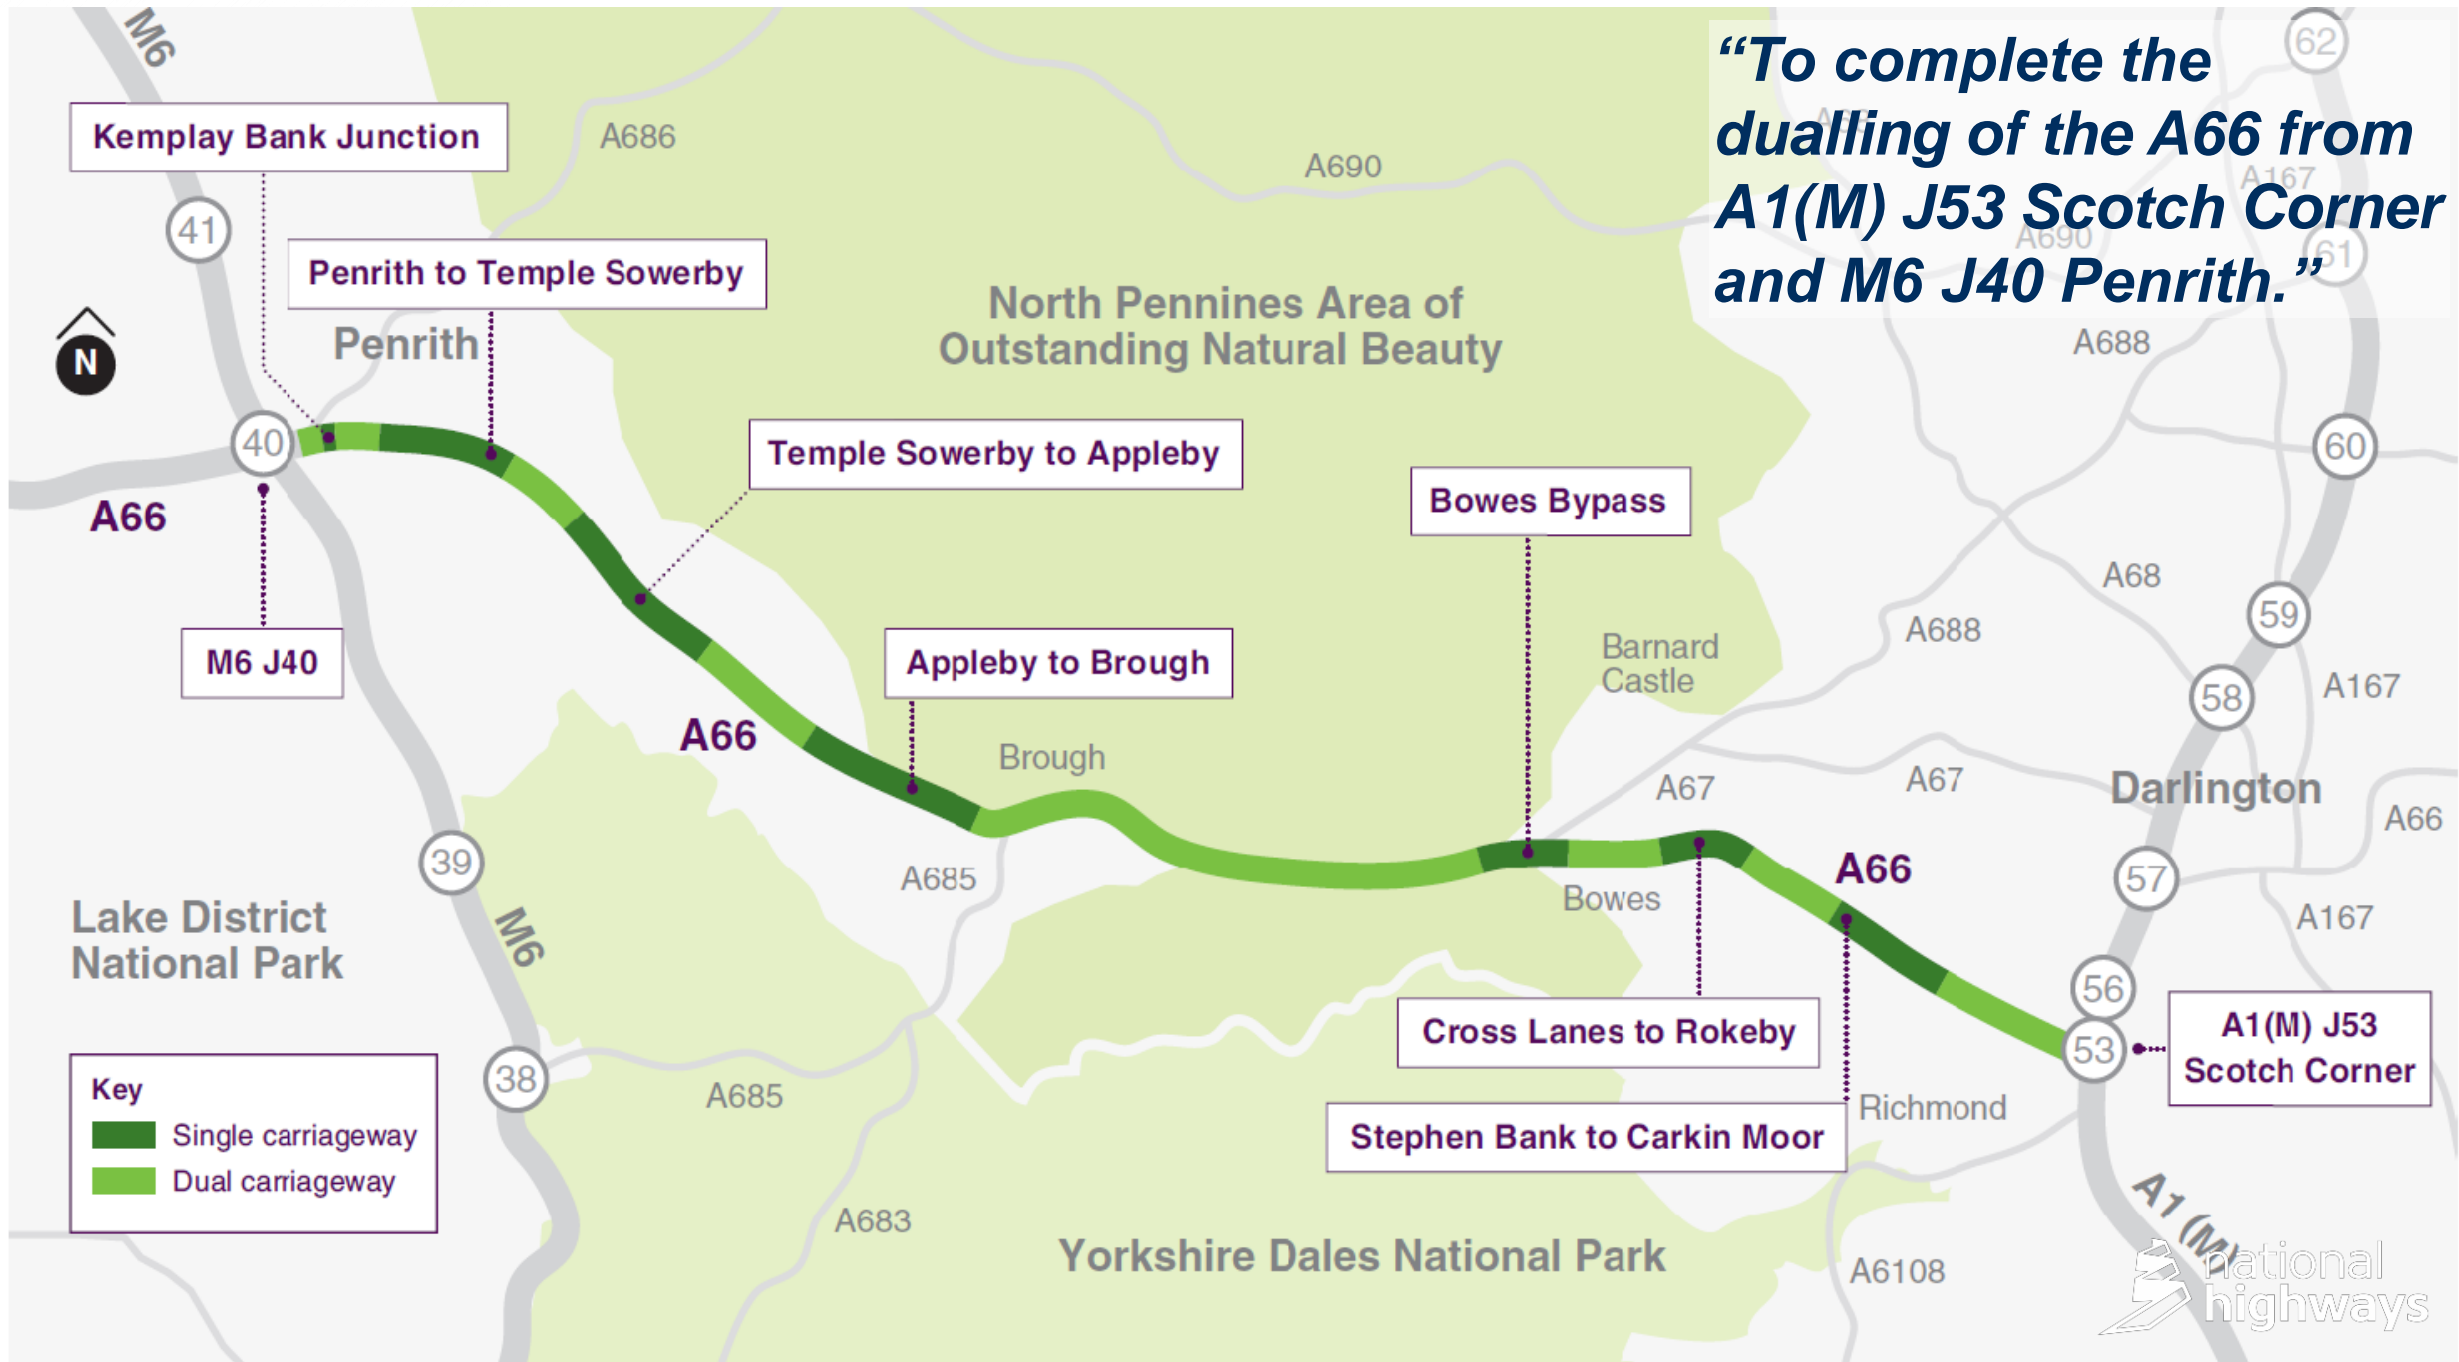 M6
“To complete the
dualling of the A66 from
A1(M) J53 Scotch Corner
and M6 J40 Penrith.”
62
A68
A167
A690
61
Kemplay Bank Junction
A686
A690
41
Penrith to Temple Sowerby
Penrith
N
North Pennines Area of
Outstanding Natural Beauty
A688
40
A66
Temple Sowerby to Appleby
Bowes Bypass
60
M6 J40
A68
59
A688
Barnard
Castle
Appleby to Brough
58
A167
A66
Brough
A67
A67
Darlington
A66
39
A685
Bowes
A66
57
A167
Lake District
National Park
M6
56
53
A1(M) J53
Scotch Corner
Cross Lanes to Rokeby
38
A685
Richmond
Stephen Bank to Carkin Moor
Key
Single carriageway
Dual carriageway
A683
Yorkshire Dales National Park
A6108
A1 (M)
national
highways